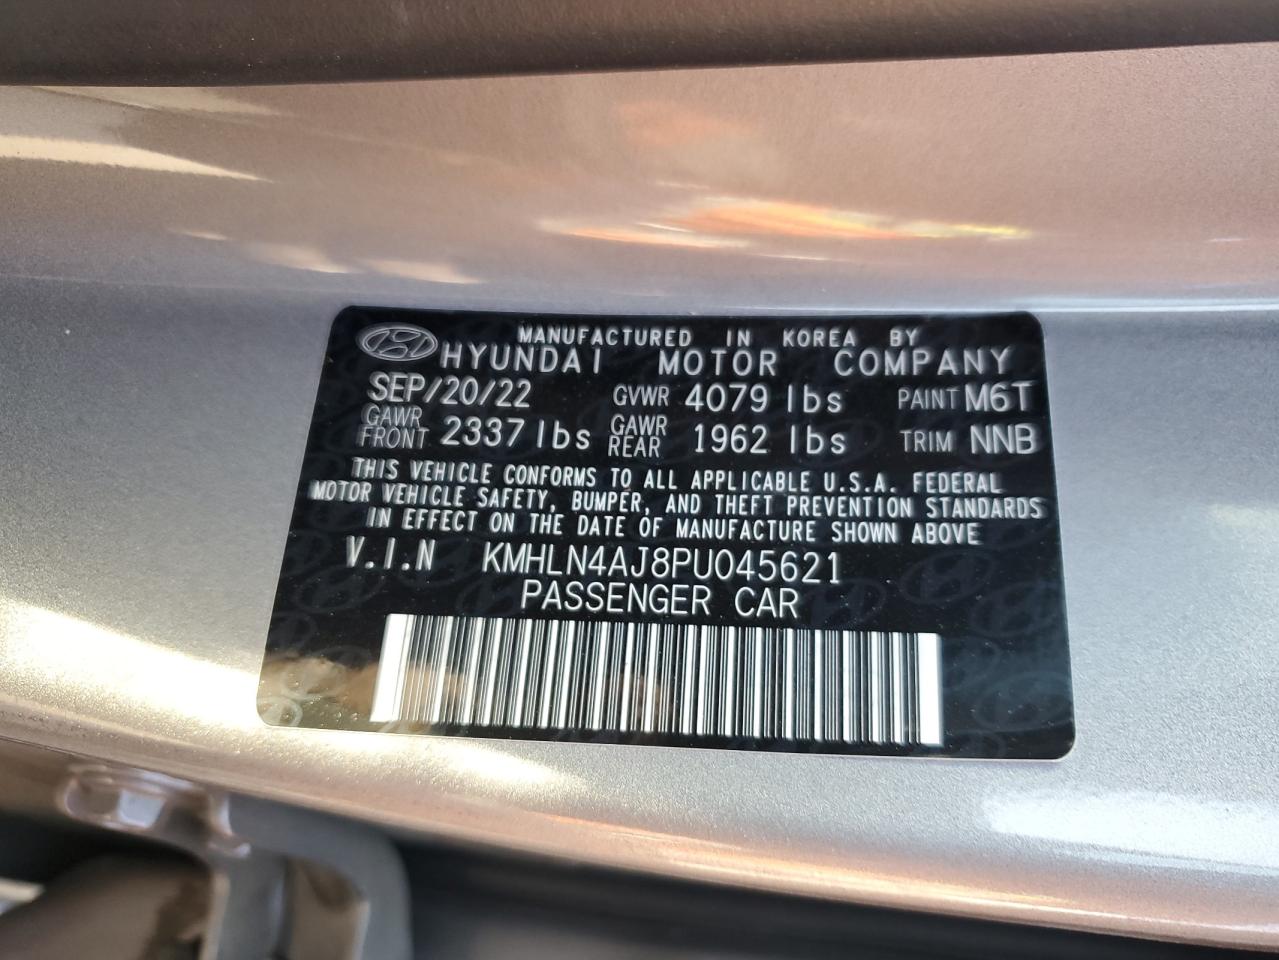 MANUFACTURED IN KOREA BY
HYUNDAI MOTOR COMPANY
SEP/20/22 GVWR 4079 lbs PAINT M6T
GAWR FRONT 2337 lbs GAWR REAR 1962 lbs TRIM NNB
THIS VEHICLE CONFORMS TO ALL APPLICABLE U.S.A. FEDERAL
MOTOR VEHICLE SAFETY, BUMPER, AND THEFT PREVENTION STANDARDS
IN EFFECT ON THE DATE OF MANUFACTURE SHOWN ABOVE
V.I.N KMHLN4AJ8PU045621
PASSENGER CAR